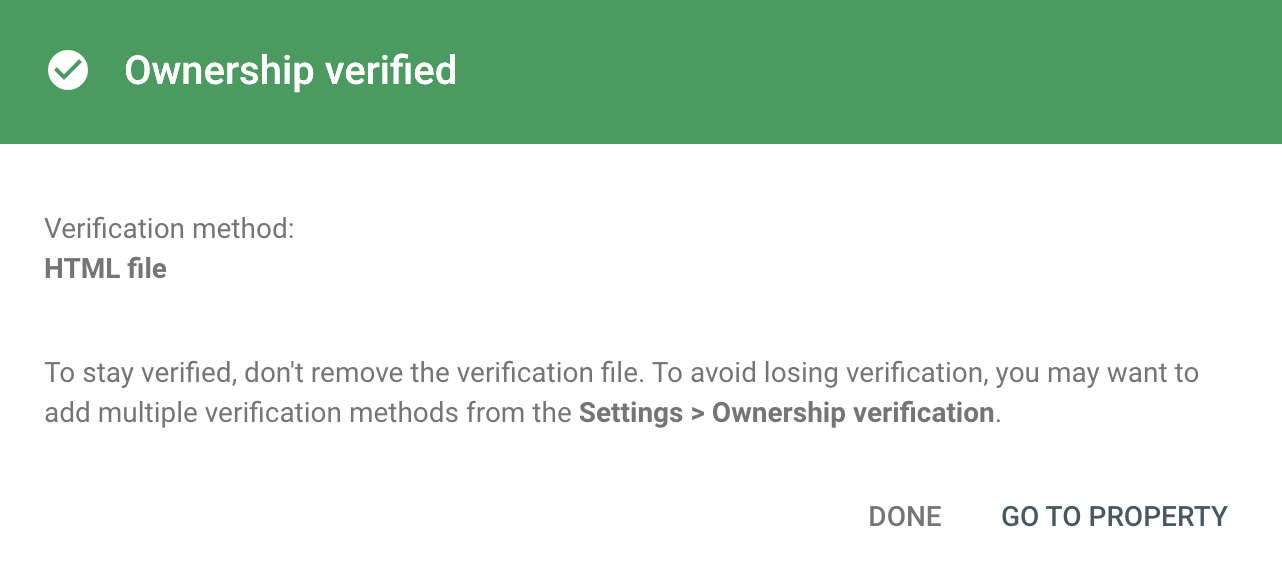 Ownership verified
Verification method:
HTML file
To stay verified, don't remove the verification file. To avoid losing verification, you may want to
add multiple verification methods from the Settings > Ownership verification.
DONE GO TO PROPERTY